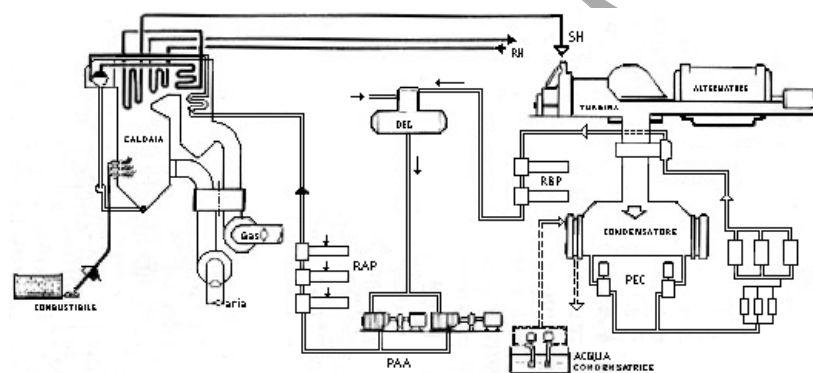 SH
RH
ALTERNATORE
TURBINA
DEG
CALDAIA
RBP
CONDENSATORE
Gas
RAP
PEC
COMBUSTIBILE
aria
PAA
ACQUA
CONDENSATRICE